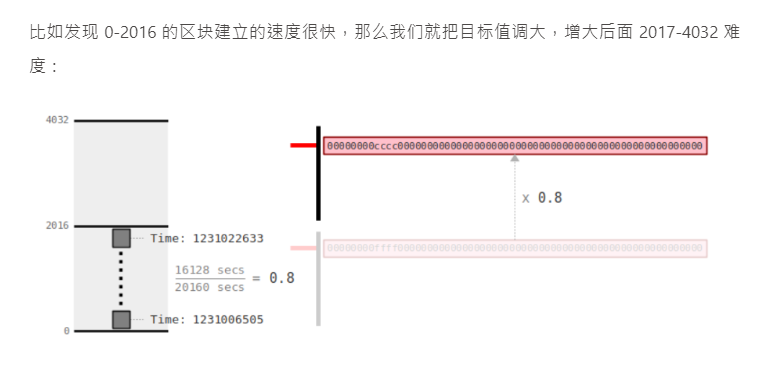 比如发现 0-2016 的区块建立的速度很快，那么我们就把目标值调大，增大后面 2017-4032 难
度：
4032
00000000cccc0000000000000000000000000000000000000000000000000000
x 0.8
2016
Time: 1231022633
00000000ffff0000000000000000000000000000000000000000000000000000
16128 secs
20160 secs
= 0.8
Time: 1231006505
0